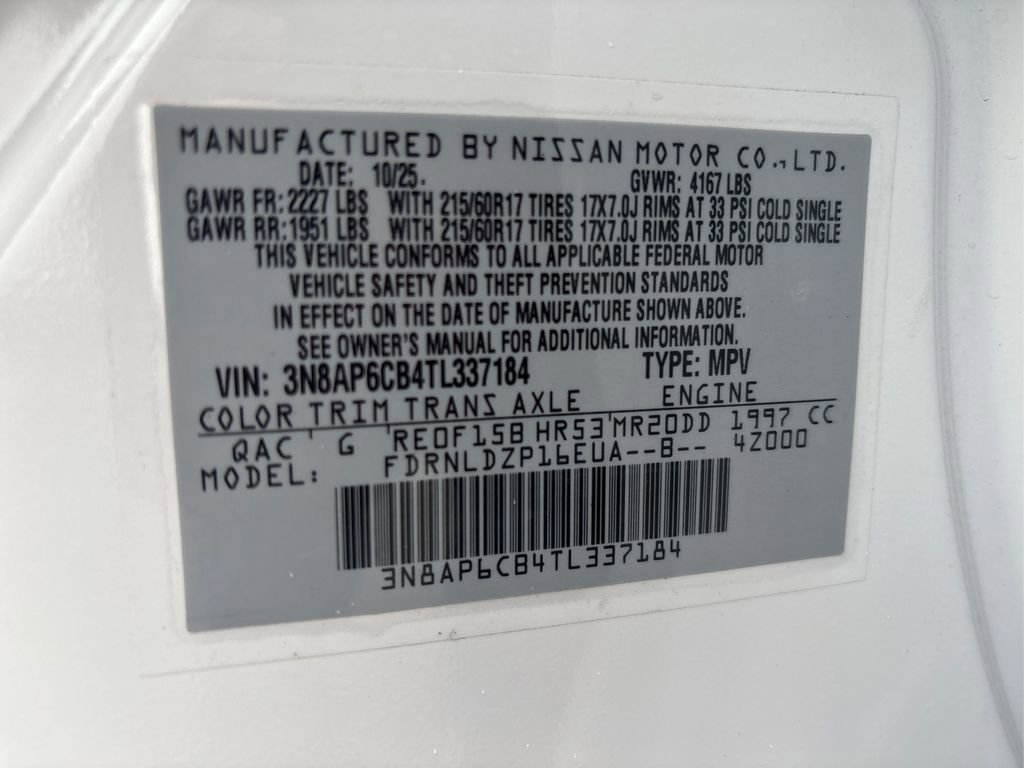 MANUFACTURED BY NISSAN MOTOR CO.,LTD.
DATE: 10/25. GVWR: 4167 LBS
GAWR FR: 2227 LBS WITH 215/60R17 TIRES 17X7.0J RIMS AT 33 PSI COLD SINGLE
GAWR RR: 1951 LBS WITH 215/60R17 TIRES 17X7.0J RIMS AT 33 PSI COLD SINGLE
THIS VEHICLE CONFORMS TO ALL APPLICABLE FEDERAL MOTOR
VEHICLE SAFETY AND THEFT PREVENTION STANDARDS
IN EFFECT ON THE DATE OF MANUFACTURE SHOWN ABOVE.
SEE OWNER'S MANUAL FOR ADDITIONAL INFORMATION.
VIN: 3N8AP6CB4TL337184 TYPE: MPV
COLOR TRIM TRANS AXLE ENGINE
QAC G RE0F15B HR53 MR20DD 1997 CC
MODEL: FDRNLDZP16EUA--B-- 4Z000
3N8AP6CB4TL337184